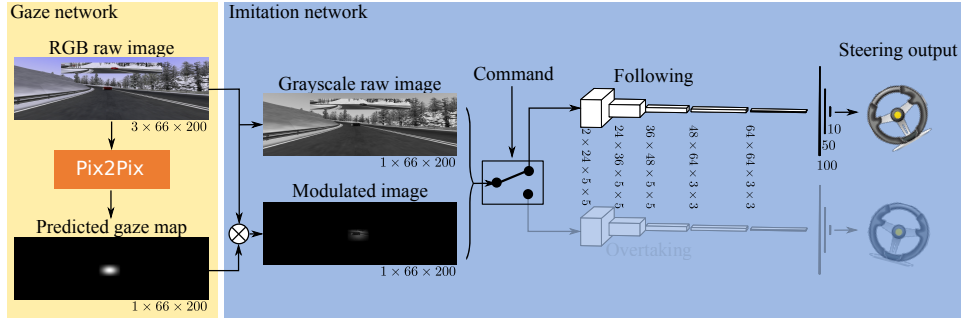 Gaze network
RGB raw image
3 × 66 × 200
Pix2Pix
Predicted gaze map
1 × 66 × 200
Imitation network
Grayscale raw image
1 × 66 × 200
Modulated image
1 × 66 × 200
Command
Following
2 × 24 × 5 × 5
24 × 36 × 5 × 5
36 × 48 × 5 × 5
48 × 64 × 3 × 3
64 × 64 × 3 × 3
Overtaking
Steering output
10
50
100